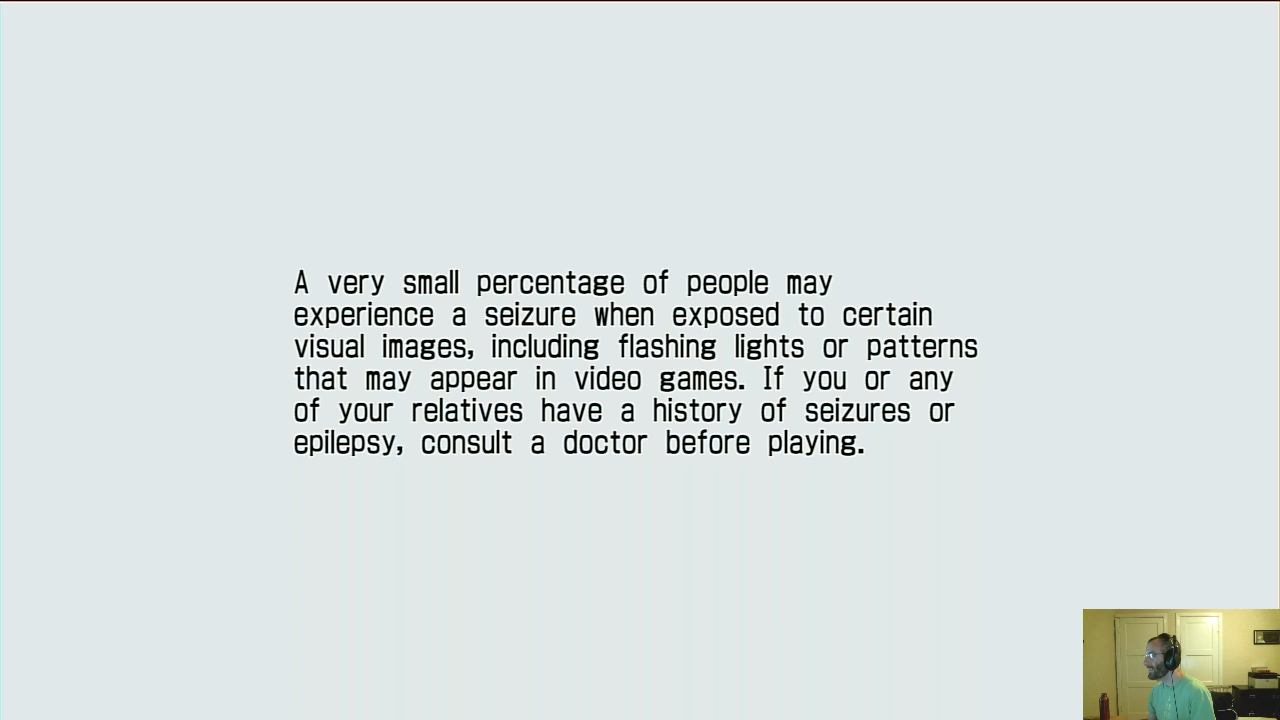 A very small percentage of people may
experience a seizure when exposed to certain
visual images, including flashing lights or patterns
that may appear in video games. If you or any
of your relatives have a history of seizures or
epilepsy, consult a doctor before playing.